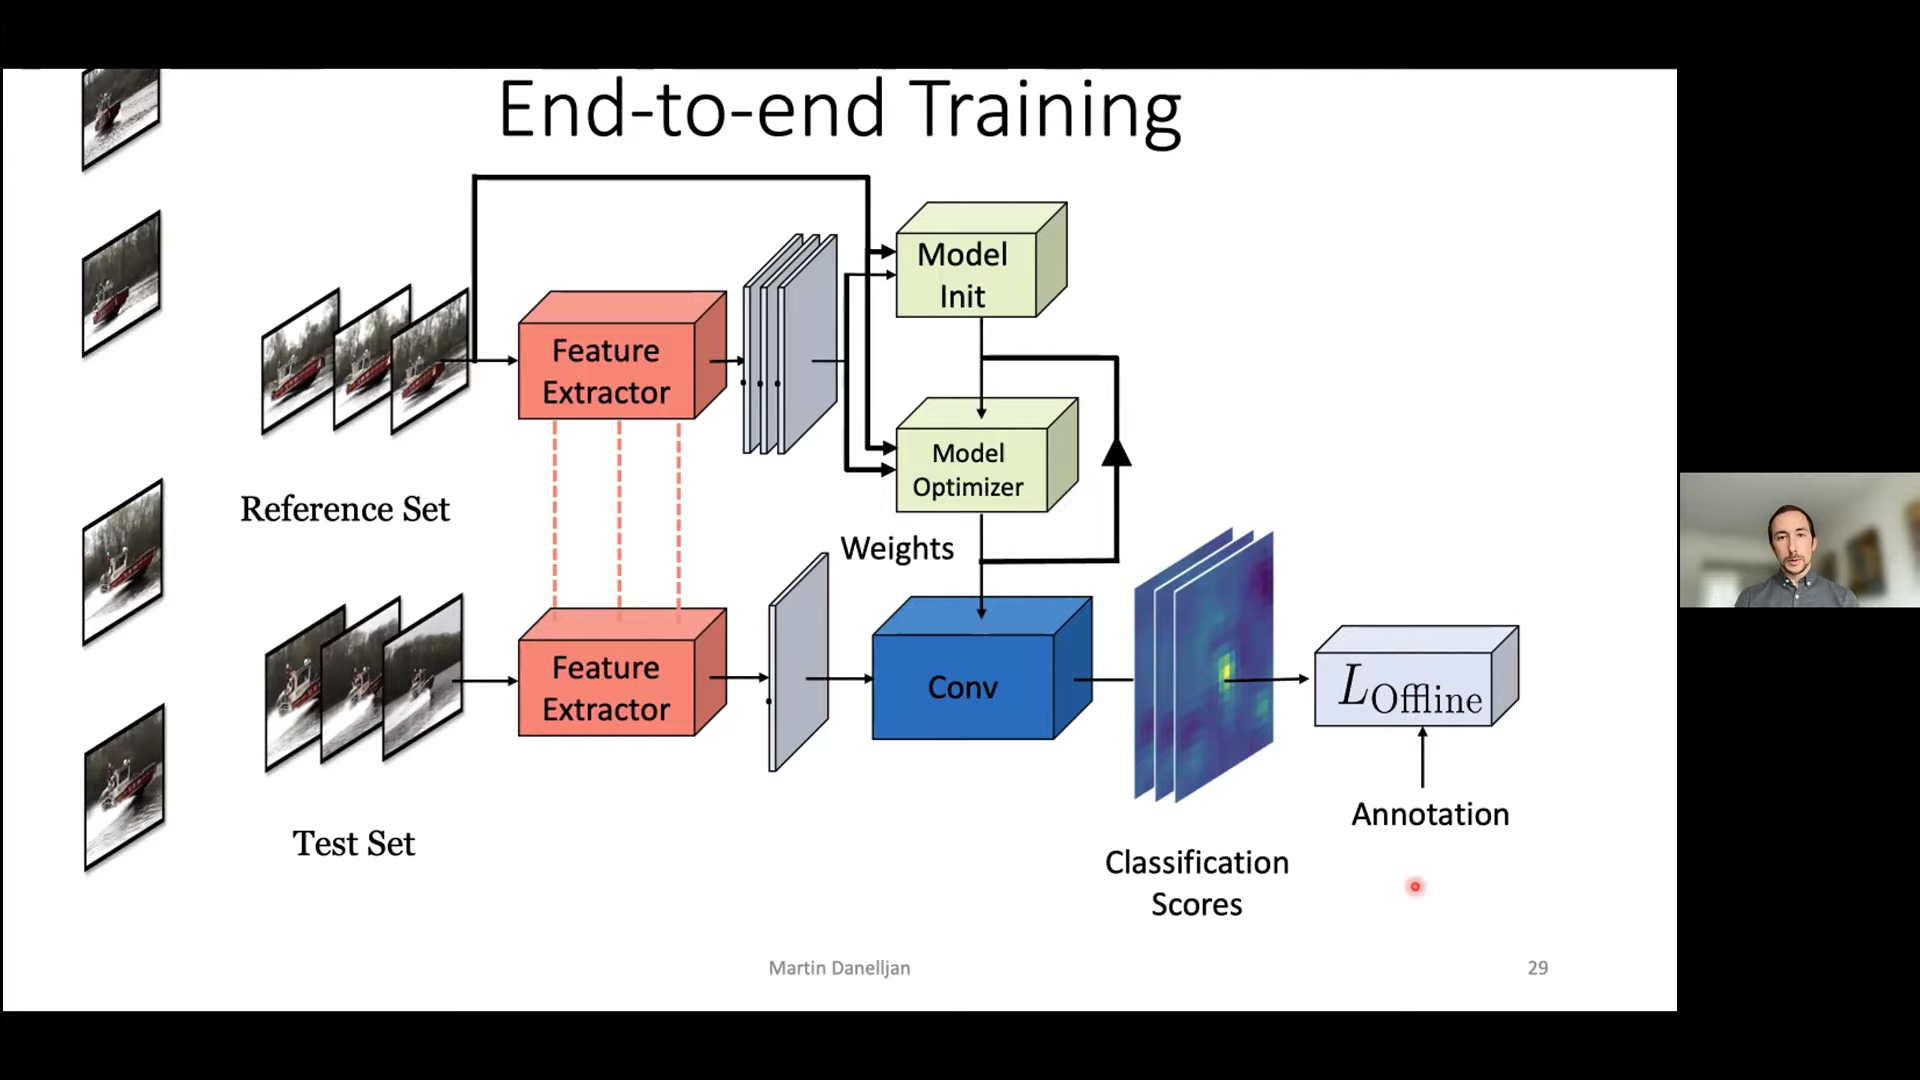 End-to-end Training
Model
Init
Feature
Extractor
Model
Optimizer
Reference Set
Weights
Feature
Extractor
Conv
L_Offline
Annotation
Test Set
Classification
Scores
Martin Danelljan
29